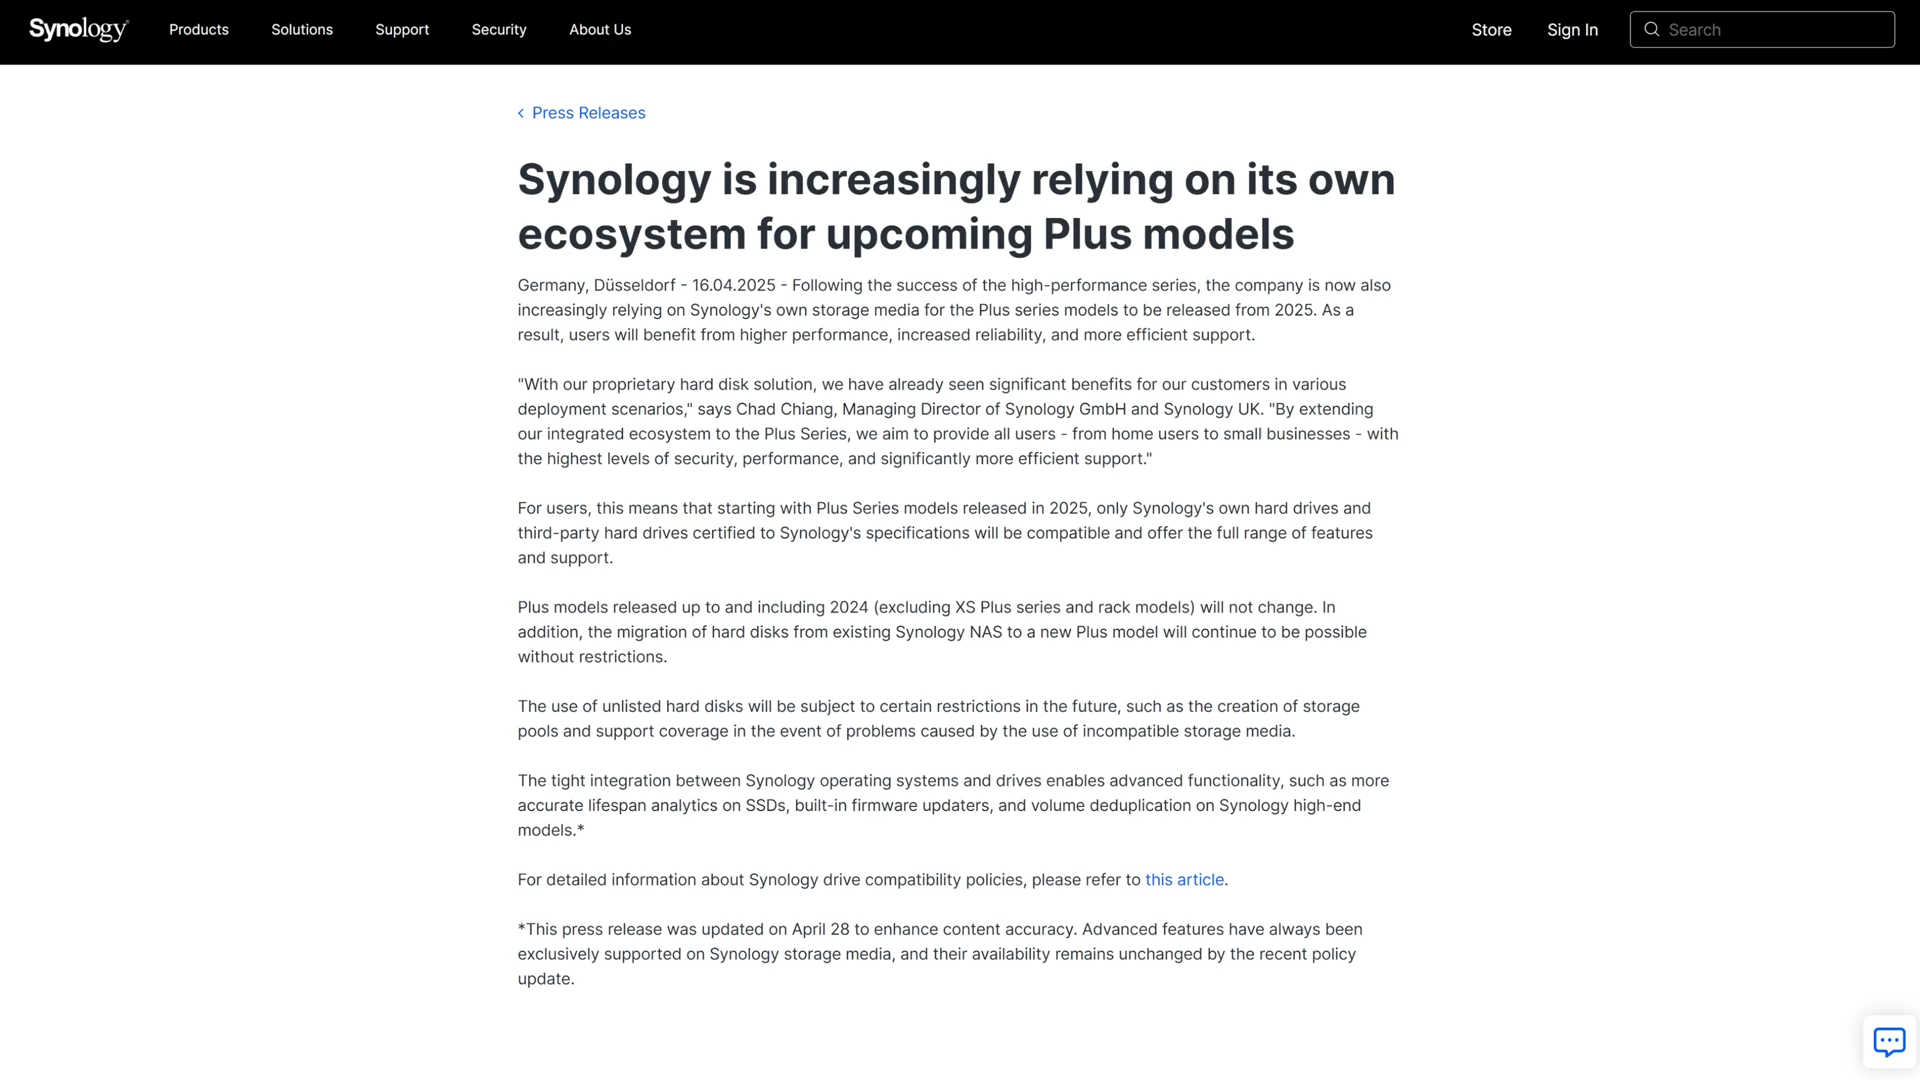 Synology
Products
Solutions
Support
Security
About Us
Store
Sign In
Search
Press Releases
Synology is increasingly relying on its own
ecosystem for upcoming Plus models
Germany, Düsseldorf - 16.04.2025 - Following the success of the high-performance series, the company is now also
increasingly relying on Synology's own storage media for the Plus series models to be released from 2025. As a
result, users will benefit from higher performance, increased reliability, and more efficient support.
"With our proprietary hard disk solution, we have already seen significant benefits for our customers in various
deployment scenarios," says Chad Chiang, Managing Director of Synology GmbH and Synology UK. "By extending
our integrated ecosystem to the Plus Series, we aim to provide all users - from home users to small businesses - with
the highest levels of security, performance, and significantly more efficient support."
For users, this means that starting with Plus Series models released in 2025, only Synology's own hard drives and
third-party hard drives certified to Synology's specifications will be compatible and offer the full range of features
and support.
Plus models released up to and including 2024 (excluding XS Plus series and rack models) will not change. In
addition, the migration of hard disks from existing Synology NAS to a new Plus model will continue to be possible
without restrictions.
The use of unlisted hard disks will be subject to certain restrictions in the future, such as the creation of storage
pools and support coverage in the event of problems caused by the use of incompatible storage media.
The tight integration between Synology operating systems and drives enables advanced functionality, such as more
accurate lifespan analytics on SSDs, built-in firmware updaters, and volume deduplication on Synology high-end
models.*
For detailed information about Synology drive compatibility policies, please refer to this article.
*This press release was updated on April 28 to enhance content accuracy. Advanced features have always been
exclusively supported on Synology storage media, and their availability remains unchanged by the recent policy
update.